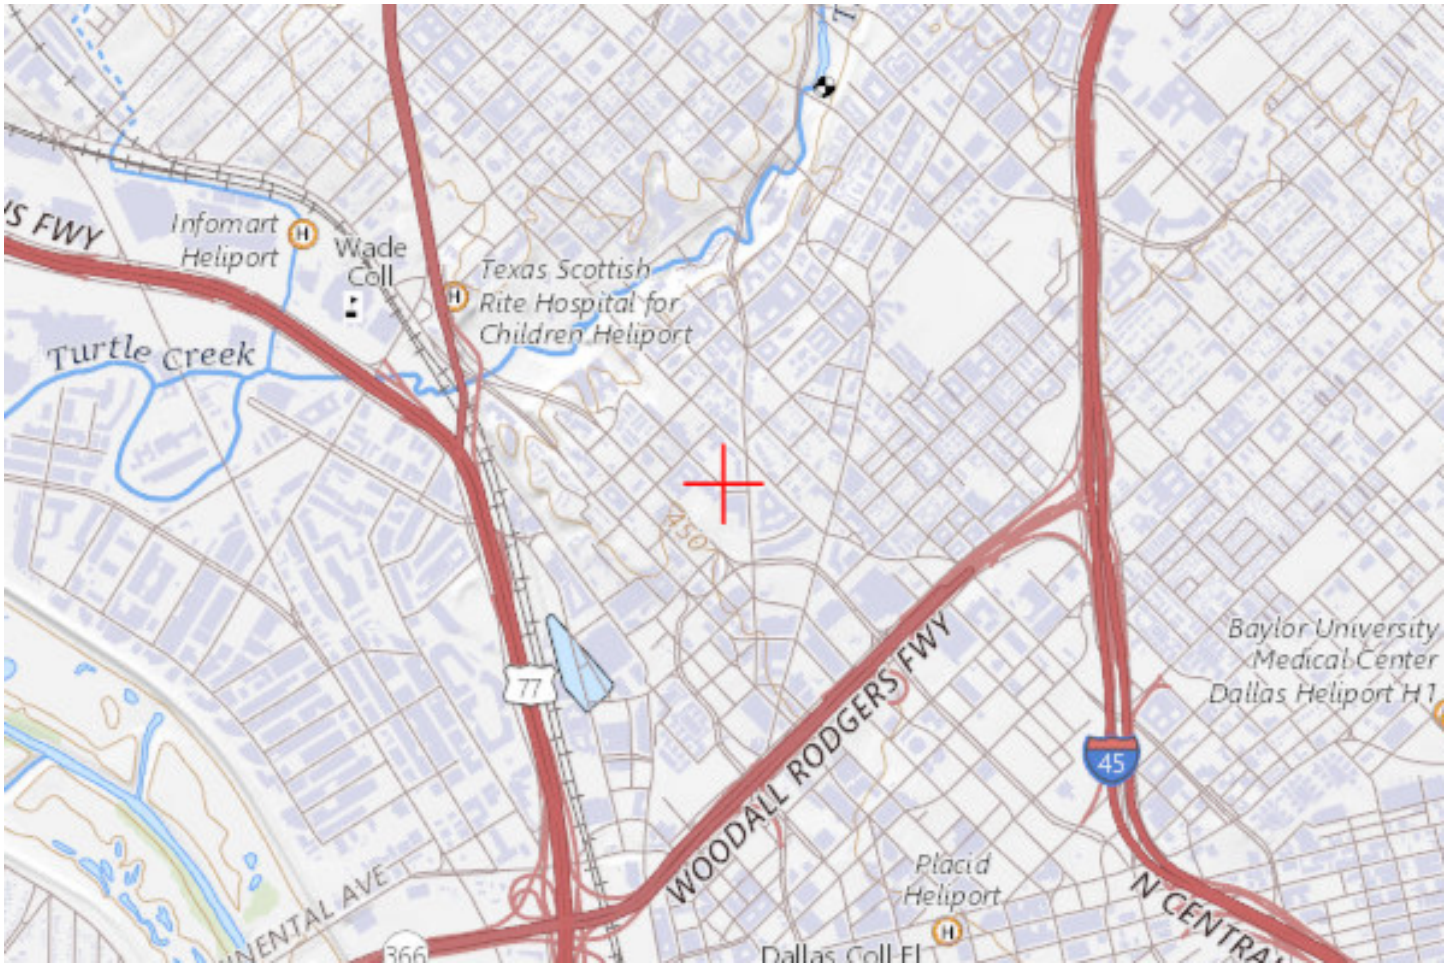 Infomart
Heliport
Wade
Coll
S FWY
Texas Scottish
Rite Hospital for
Children Heliport
Turtle Creek
450
Baylor University
Medical Center
Dallas Heliport H1
77
WOODALL RODGERS FWY
45
Placid
Heliport
NENTAL AVE
N CENTRAL
366
Dallas Coll El
H
H
H